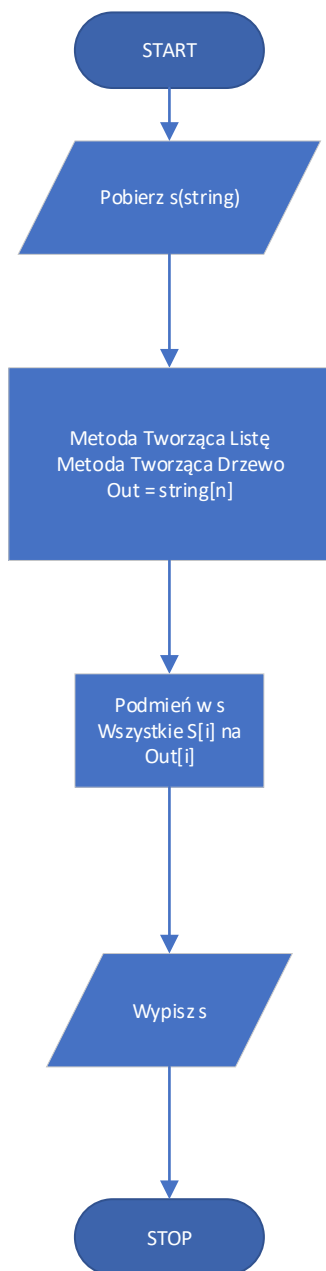 START
Pobierz s(string)
Metoda Tworząca Listę
Metoda Tworząca Drzewo
Out = string[n]
Podmień w s
Wszystkie S[i] na
Out[i]
Wypisz s
STOP